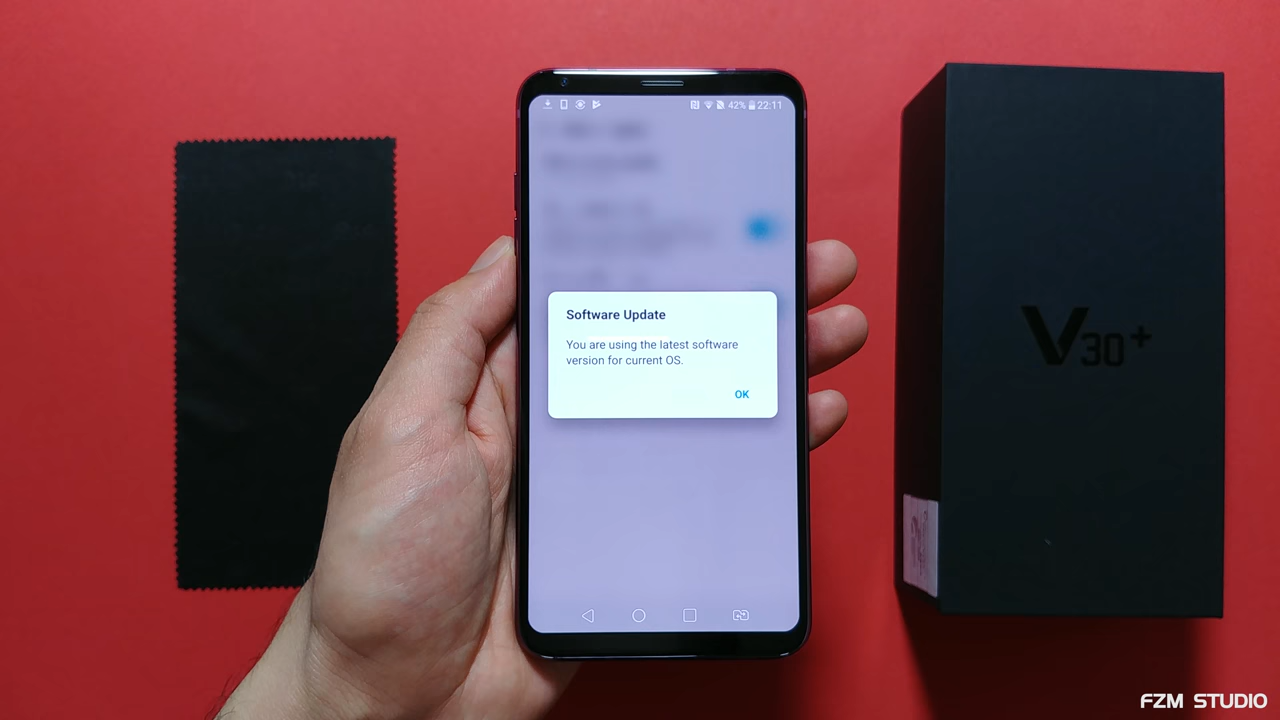 42% 22:11
Software Update
You are using the latest software
version for current OS.
OK
V30+
FZM STUDIO